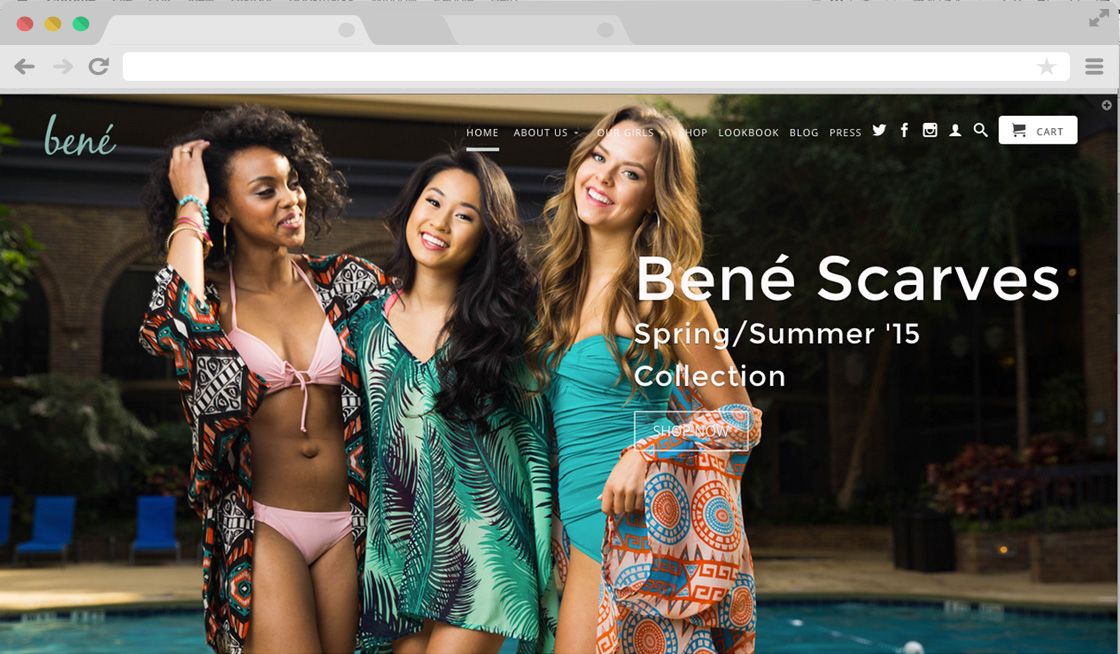 bené
HOME ABOUT US OUR GIRLS SHOP LOOKBOOK BLOG PRESS CART
Bené Scarves
Spring/Summer '15
Collection
SHOP NOW